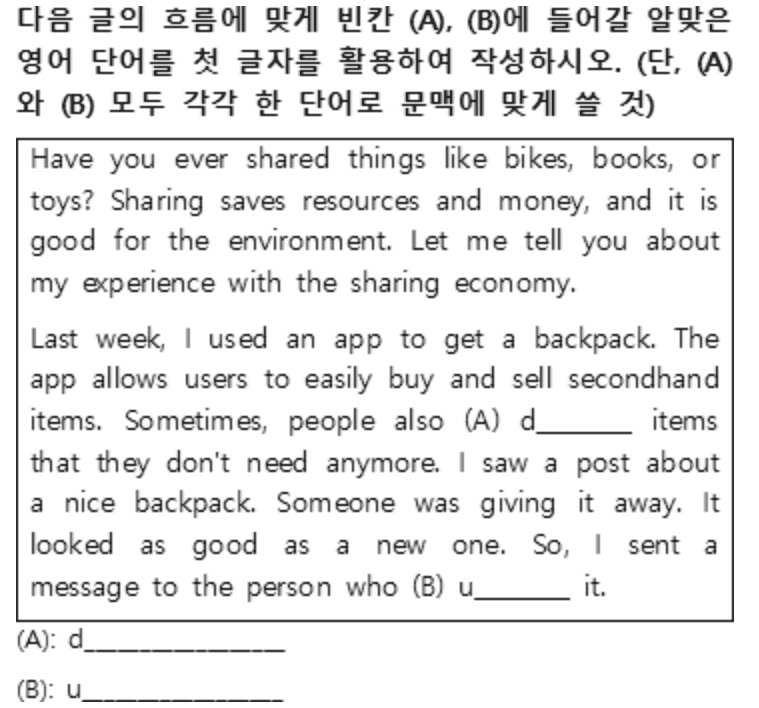 다음 글의 흐름에 맞게 빈칸 (A), (B)에 들어갈 알맞은
영어 단어를 첫 글자를 활용하여 작성하시오. (단, (A)
와 (B) 모두 각각 한 단어로 문맥에 맞게 쓸 것)
Have you ever shared things like bikes, books, or
toys? Sharing saves resources and money, and it is
good for the environment. Let me tell you about
my experience with the sharing economy.
Last week, I used an app to get a backpack. The
app allows users to easily buy and sell secondhand
items. Sometimes, people also (A) d_______ items
that they don't need anymore. I saw a post about
a nice backpack. Someone was giving it away. It
looked as good as a new one. So, I sent a
message to the person who (B) u_______ it.
(A): d_______________
(B): u_______________